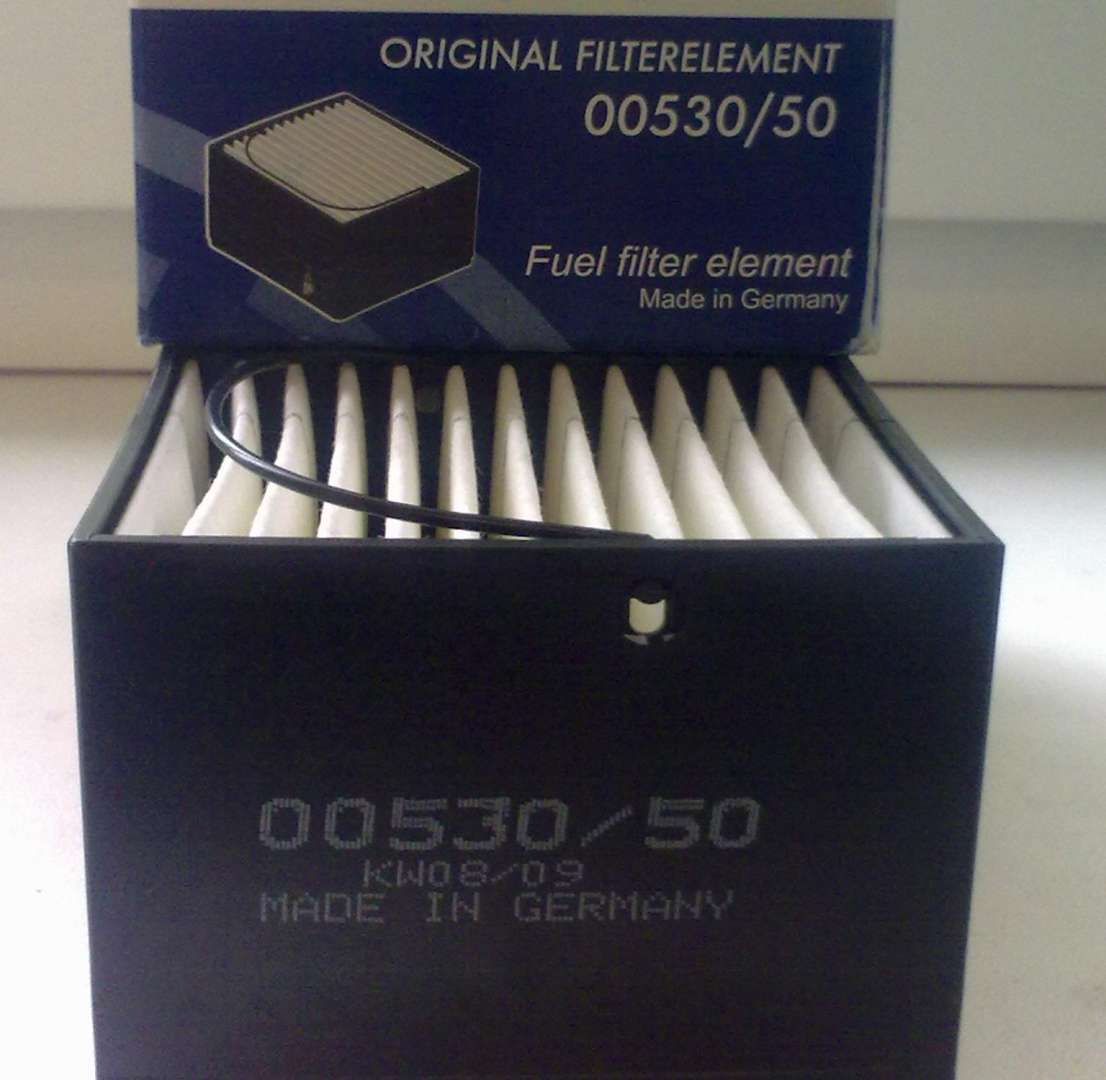 ORIGINAL FILTERELEMENT
00530/50
Fuel filter element
Made in Germany
00530/50
KW08/09
MADE IN GERMANY